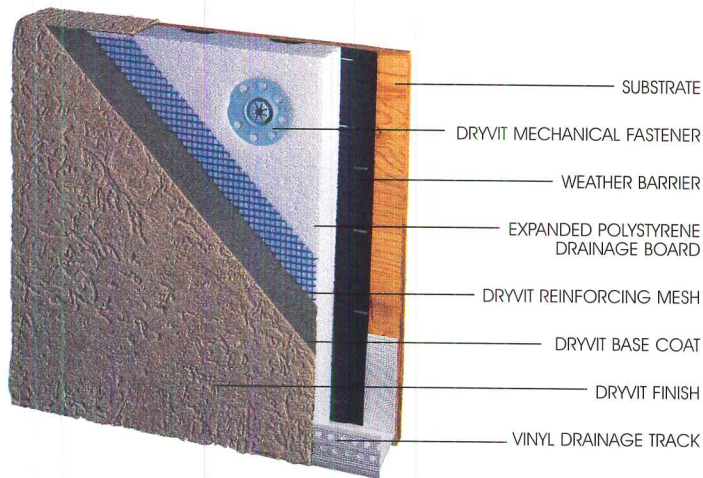 SUBSTRATE
DRYVIT MECHANICAL FASTENER
WEATHER BARRIER
EXPANDED POLYSTYRENE
DRAINAGE BOARD
DRYVIT REINFORCING MESH
DRYVIT BASE COAT
DRYVIT FINISH
VINYL DRAINAGE TRACK